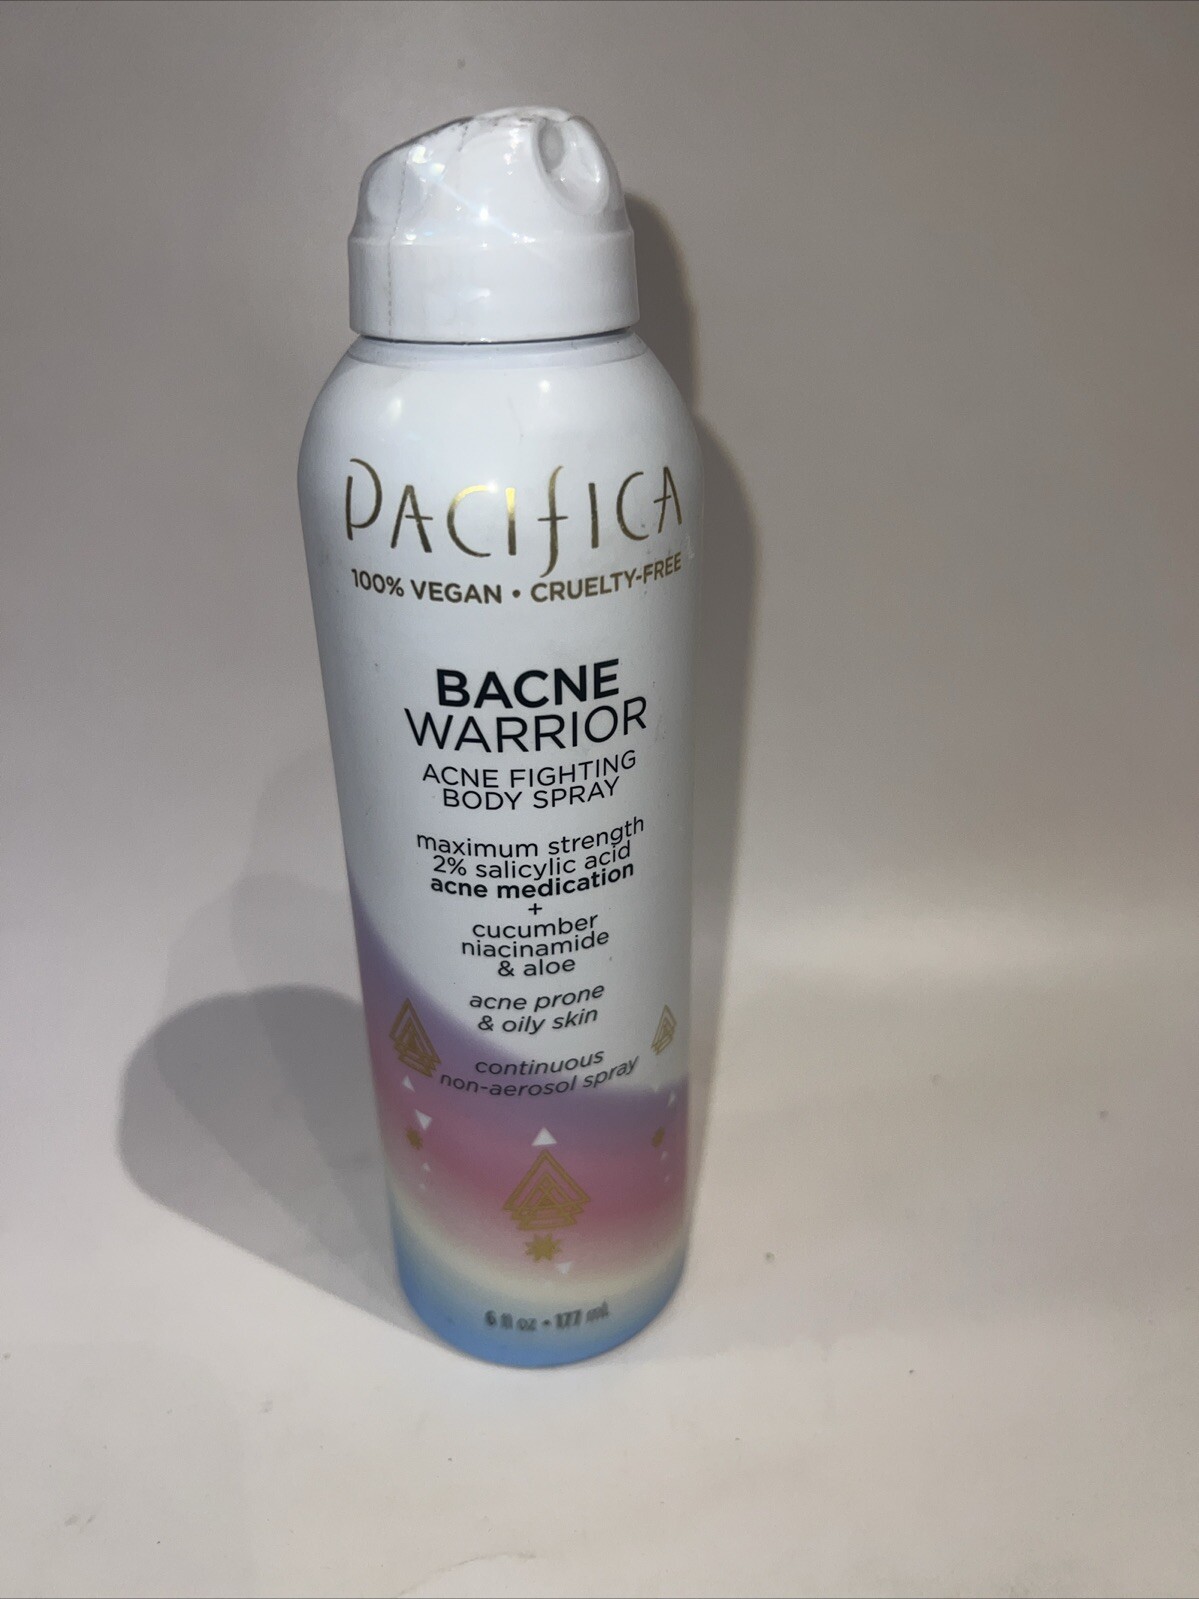 PACIFICA
100% VEGAN • CRUELTY-FREE
BACNE
WARRIOR
ACNE FIGHTING
BODY SPRAY
maximum strength
2% salicylic acid
acne medication
+
cucumber
niacinamide
& aloe
acne prone
& oily skin
continuous
non-aerosol spray
6 fl oz • 177 ml